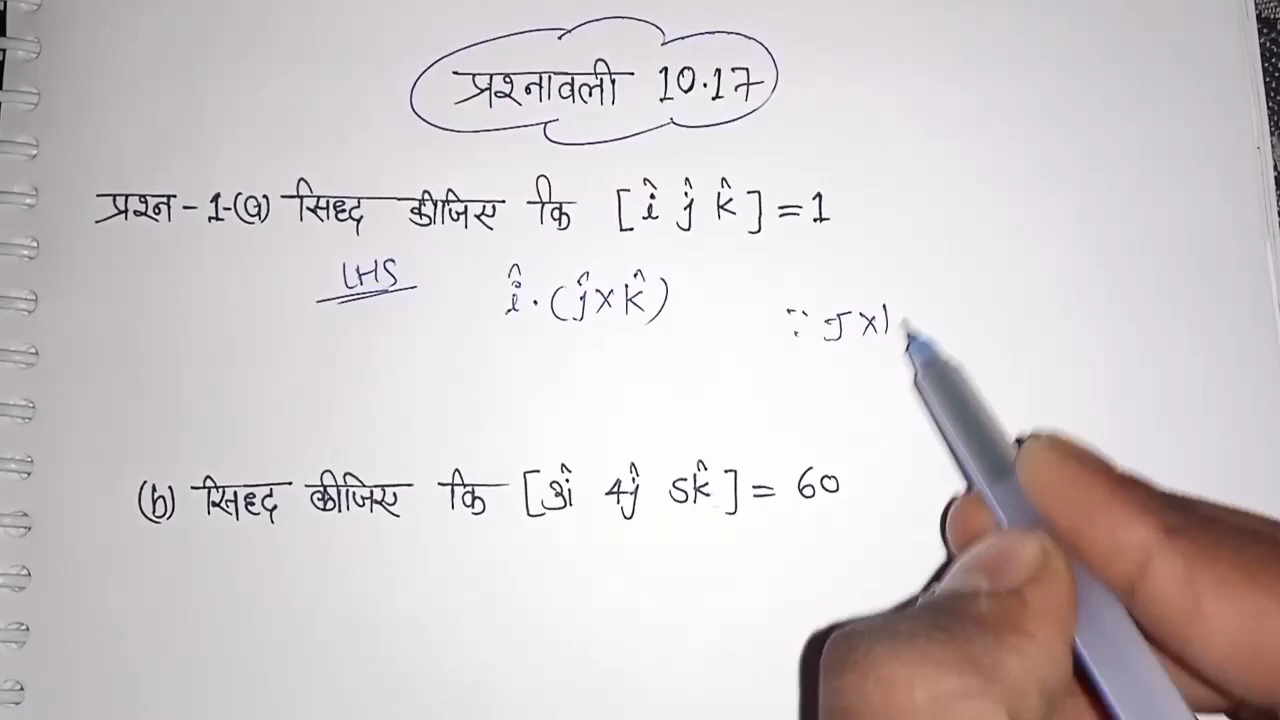 प्रश्नावली 10.17
प्रश्न - 1-(a) सिध्द कीजिए कि [î ĵ k̂] = 1
LHS î · (ĵ × k̂)
∵ J × k
(b) सिध्द कीजिए कि [3î 4ĵ 5k̂] = 60